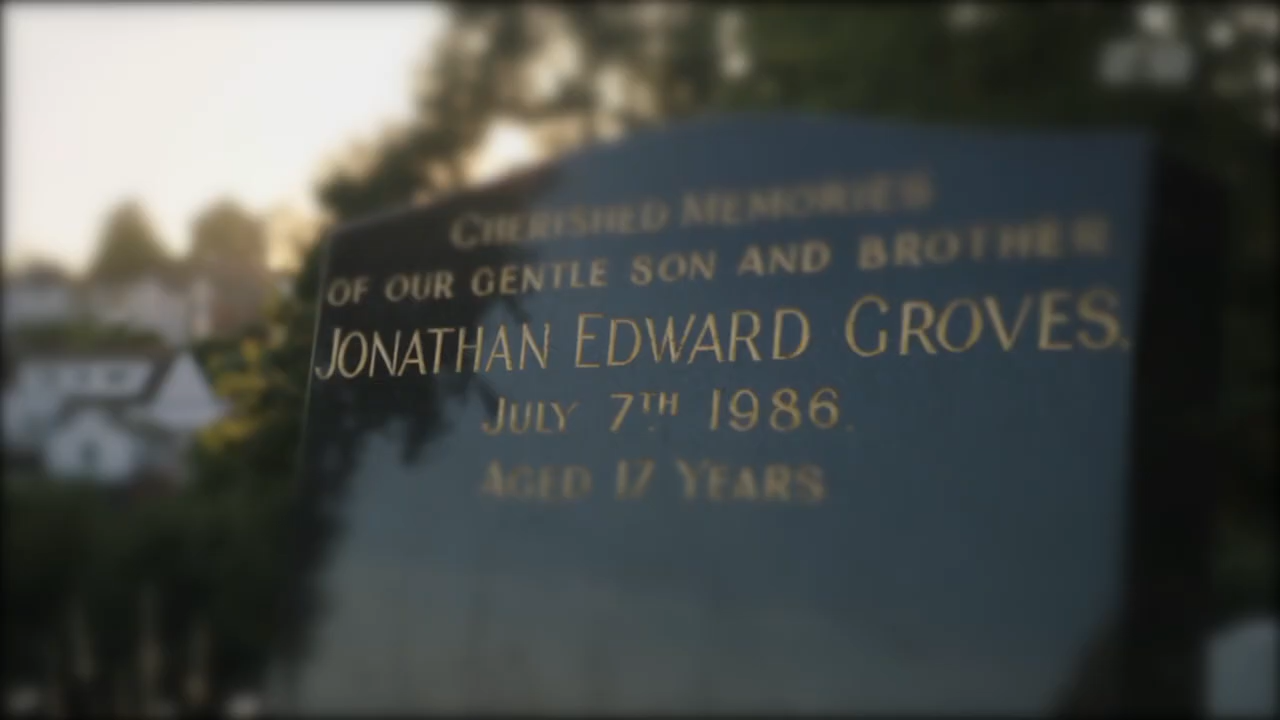 CHERISHED MEMORIES
OF OUR GENTLE SON AND BROTHER
JONATHAN EDWARD GROVES,
JULY 7TH 1986.
AGED 17 YEARS